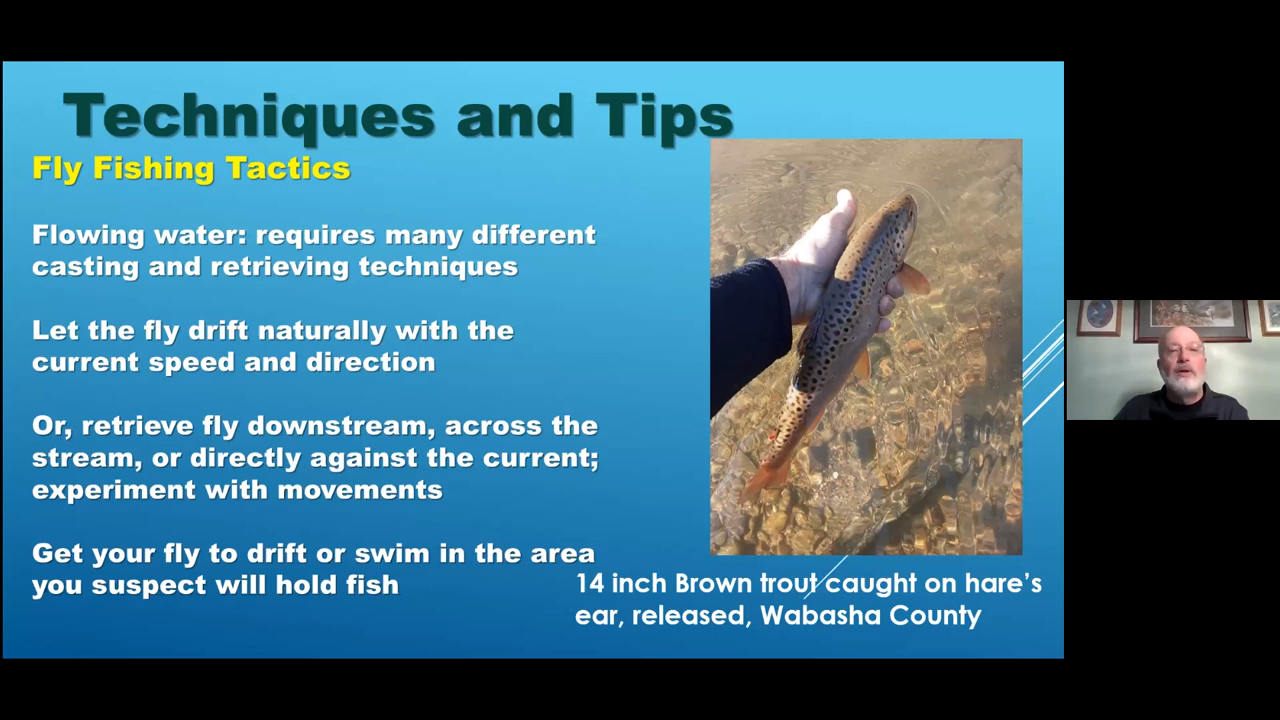 Techniques and Tips
Fly Fishing Tactics
Flowing water: requires many different
casting and retrieving techniques
Let the fly drift naturally with the
current speed and direction
Or, retrieve fly downstream, across the
stream, or directly against the current;
experiment with movements
Get your fly to drift or swim in the area
you suspect will hold fish
14 inch Brown trout caught on hare’s
ear, released, Wabasha County